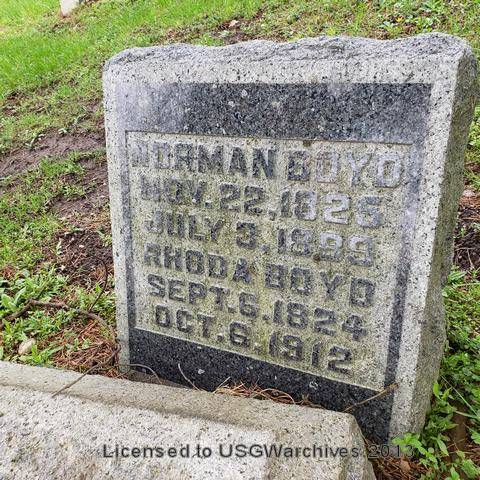 NORMAN BOYD
NOV. 22, 1825
JULY 3, 1899
RHODA BOYD
SEPT. 6. 1824
OCT. 6. 1912
Licensed to USGWarchives 2013